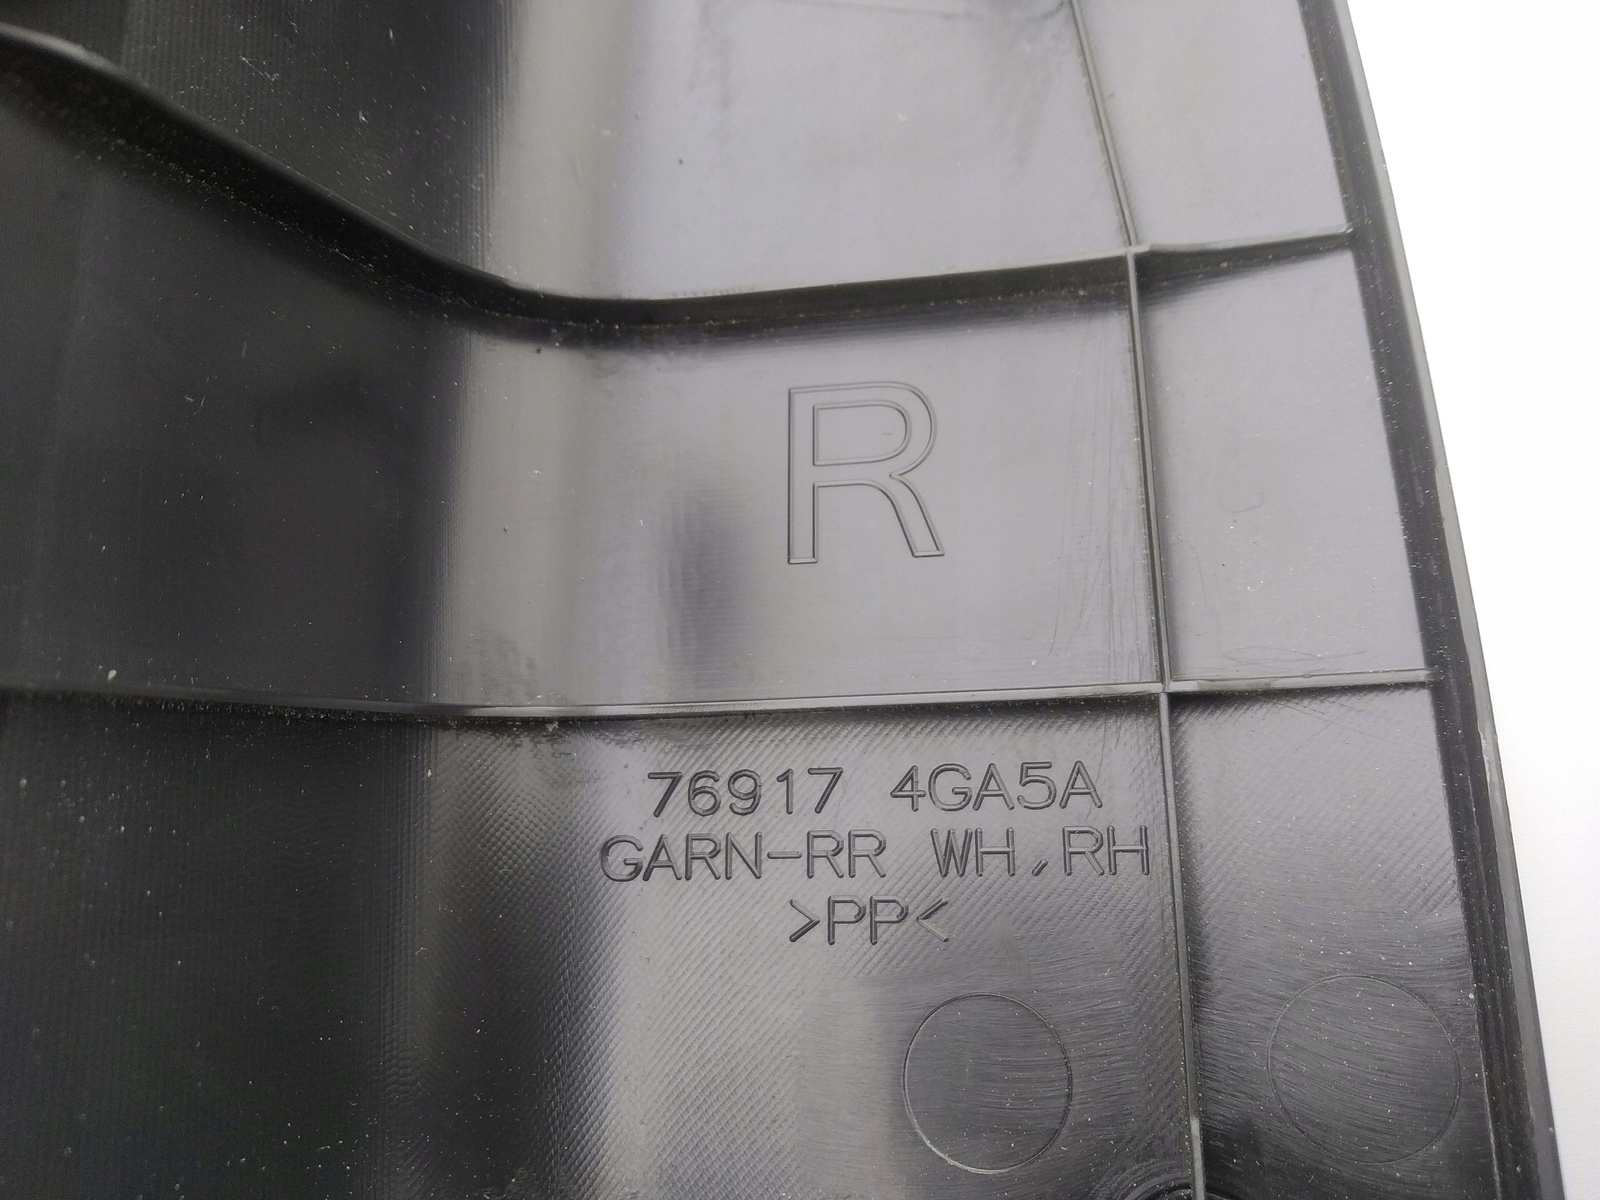 R
76917 4GA5A
GARN-RR WH,RH
>PP<